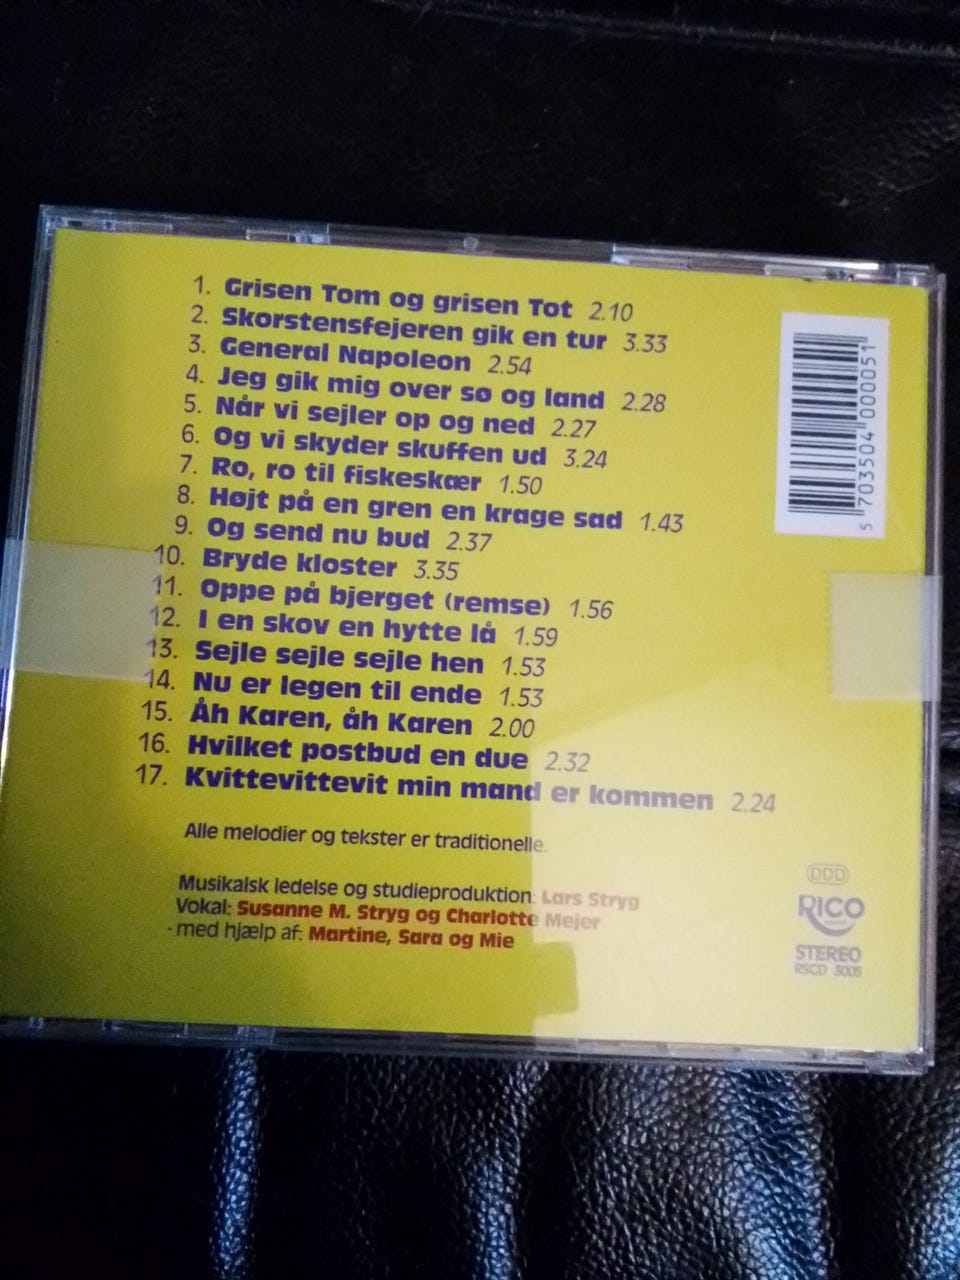 1. Grisen Tom og grisen Tot 2.10
2. Skorstensfejeren gik en tur 3.33
3. General Napoleon 2.54
4. Jeg gik mig over sø og land 2.28
5. Når vi sejler op og ned 2.27
6. Og vi skyder skuffen ud 3.24
7. Ro, ro til fiskeskær 1.50
8. Højt på en gren en krage sad 1.43
9. Og send nu bud 2.37
10. Bryde kloster 3.35
11. Oppe på bjerget (remse) 1.56
12. I en skov en hytte lå 1.59
13. Sejle sejle sejle hen 1.53
14. Nu er legen til ende 1.53
15. Åh Karen, åh Karen 2.00
16. Hvilket postbud en due 2.32
17. Kvittevittevit min mand er kommen 2.24
Alle melodier og tekster er traditionelle.
Musikalsk ledelse og studieproduktion: Lars Stryg
Vokal: Susanne M. Stryg og Charlotte Mejer
- med hjælp af: Martine, Sara og Mie
5 703504 000051
DDD
RICO
STEREO
RSCD 3005